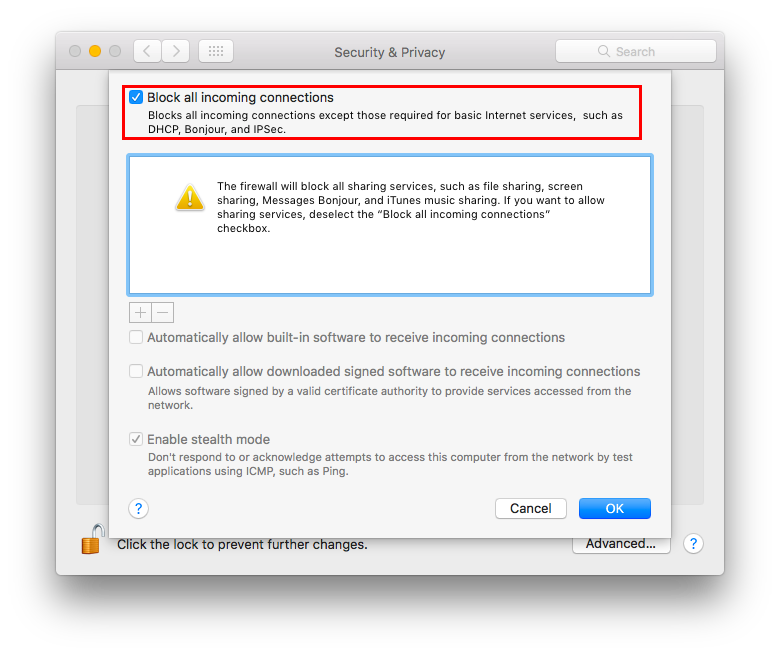 Security & Privacy
Search
Block all incoming connections
Blocks all incoming connections except those required for basic Internet services, such as
DHCP, Bonjour, and IPSec.
The firewall will block all sharing services, such as file sharing, screen
sharing, Messages Bonjour, and iTunes music sharing. If you want to allow
sharing services, deselect the “Block all incoming connections”
checkbox.
Automatically allow built-in software to receive incoming connections
Automatically allow downloaded signed software to receive incoming connections
Allows software signed by a valid certificate authority to provide services accessed from the
network.
Enable stealth mode
Don't respond to or acknowledge attempts to access this computer from the network by test
applications using ICMP, such as Ping.
? Cancel OK
Click the lock to prevent further changes. Advanced... ?